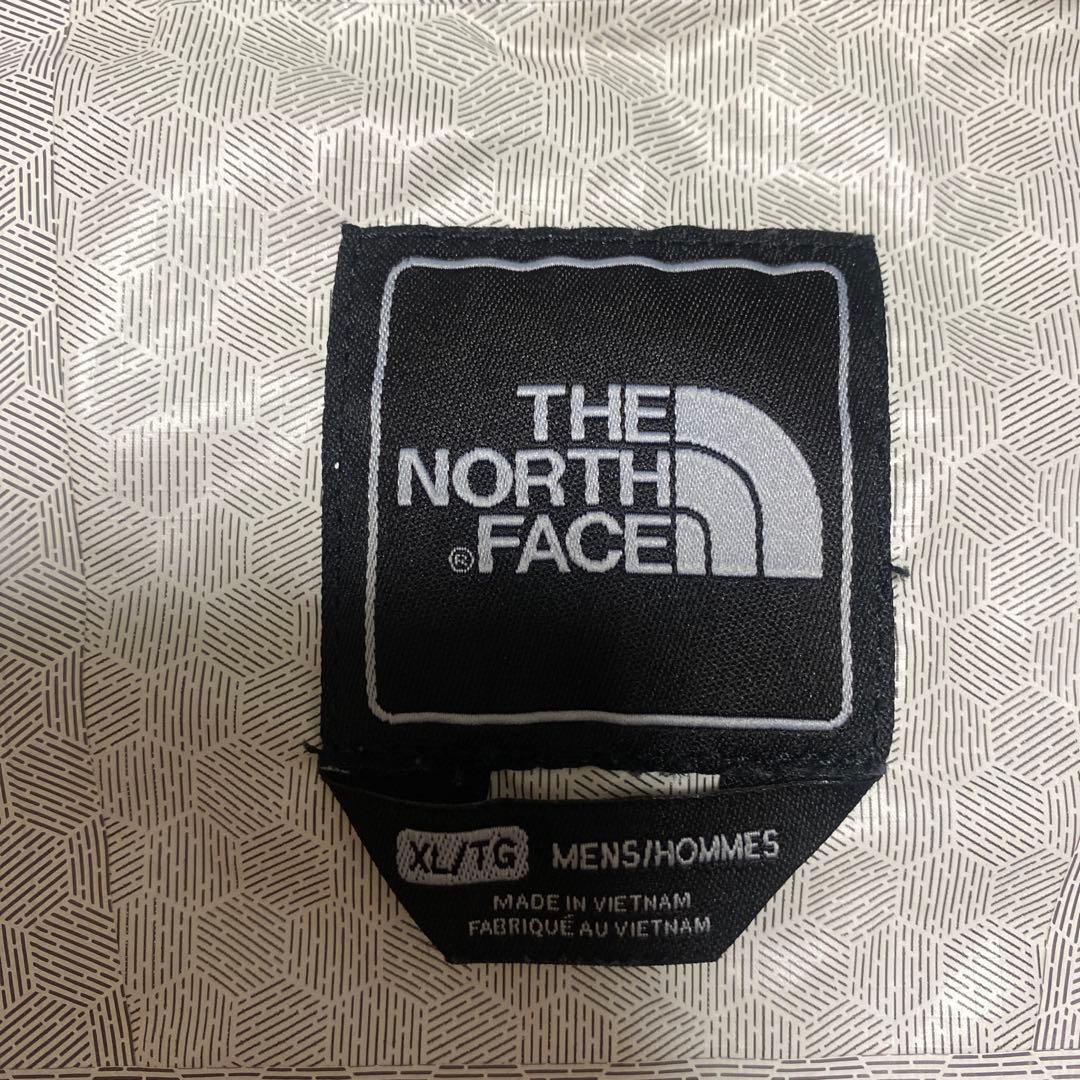 THE
NORTH
®FACE
XL/TG MENS/HOMMES
MADE IN VIETNAM
FABRIQUÉ AU VIETNAM